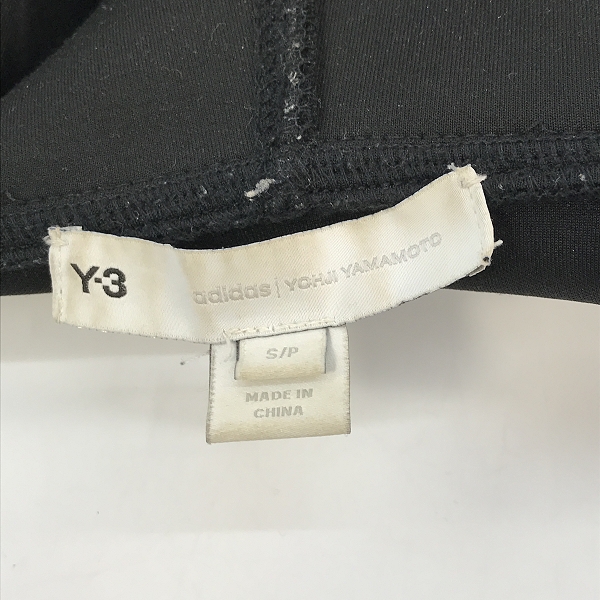 Y-3 adidas | YOHJI YAMAMOTO
S/P
MADE IN
CHINA